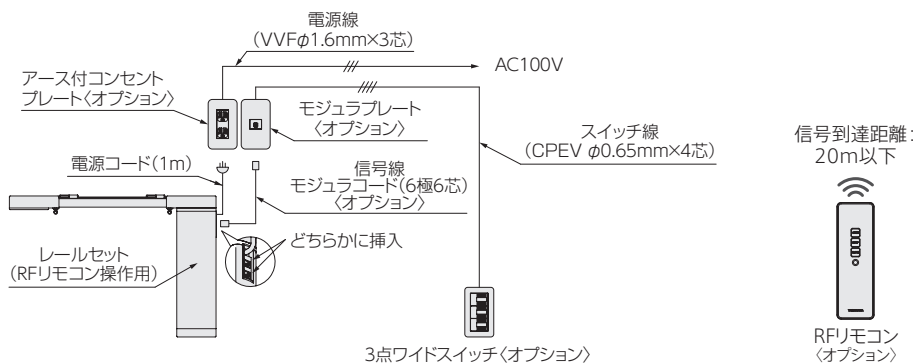 電源線
(VVFφ1.6mm×3芯)
AC100V
アース付コンセント
プレート〈オプション〉
モジュラプレート
〈オプション〉
スイッチ線
(CPEV φ0.65mm×4芯)
信号到達距離:
20m以下
電源コード(1m)
信号線
モジュラコード(6極6芯)
〈オプション〉
どちらかに挿入
レールセット
(RFリモコン操作用)
3点ワイドスイッチ〈オプション〉
RFリモコン
〈オプション〉